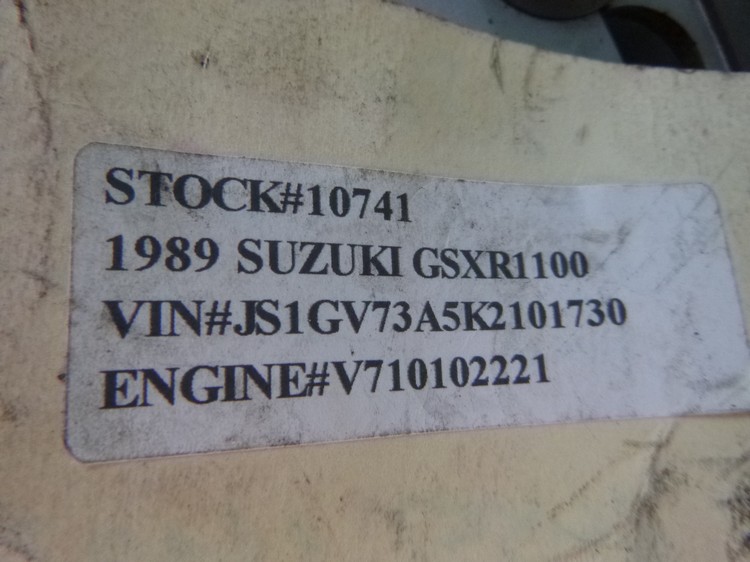 STOCK#10741
1989 SUZUKI GSXR1100
VIN#JS1GV73A5K2101730
ENGINE#V710102221